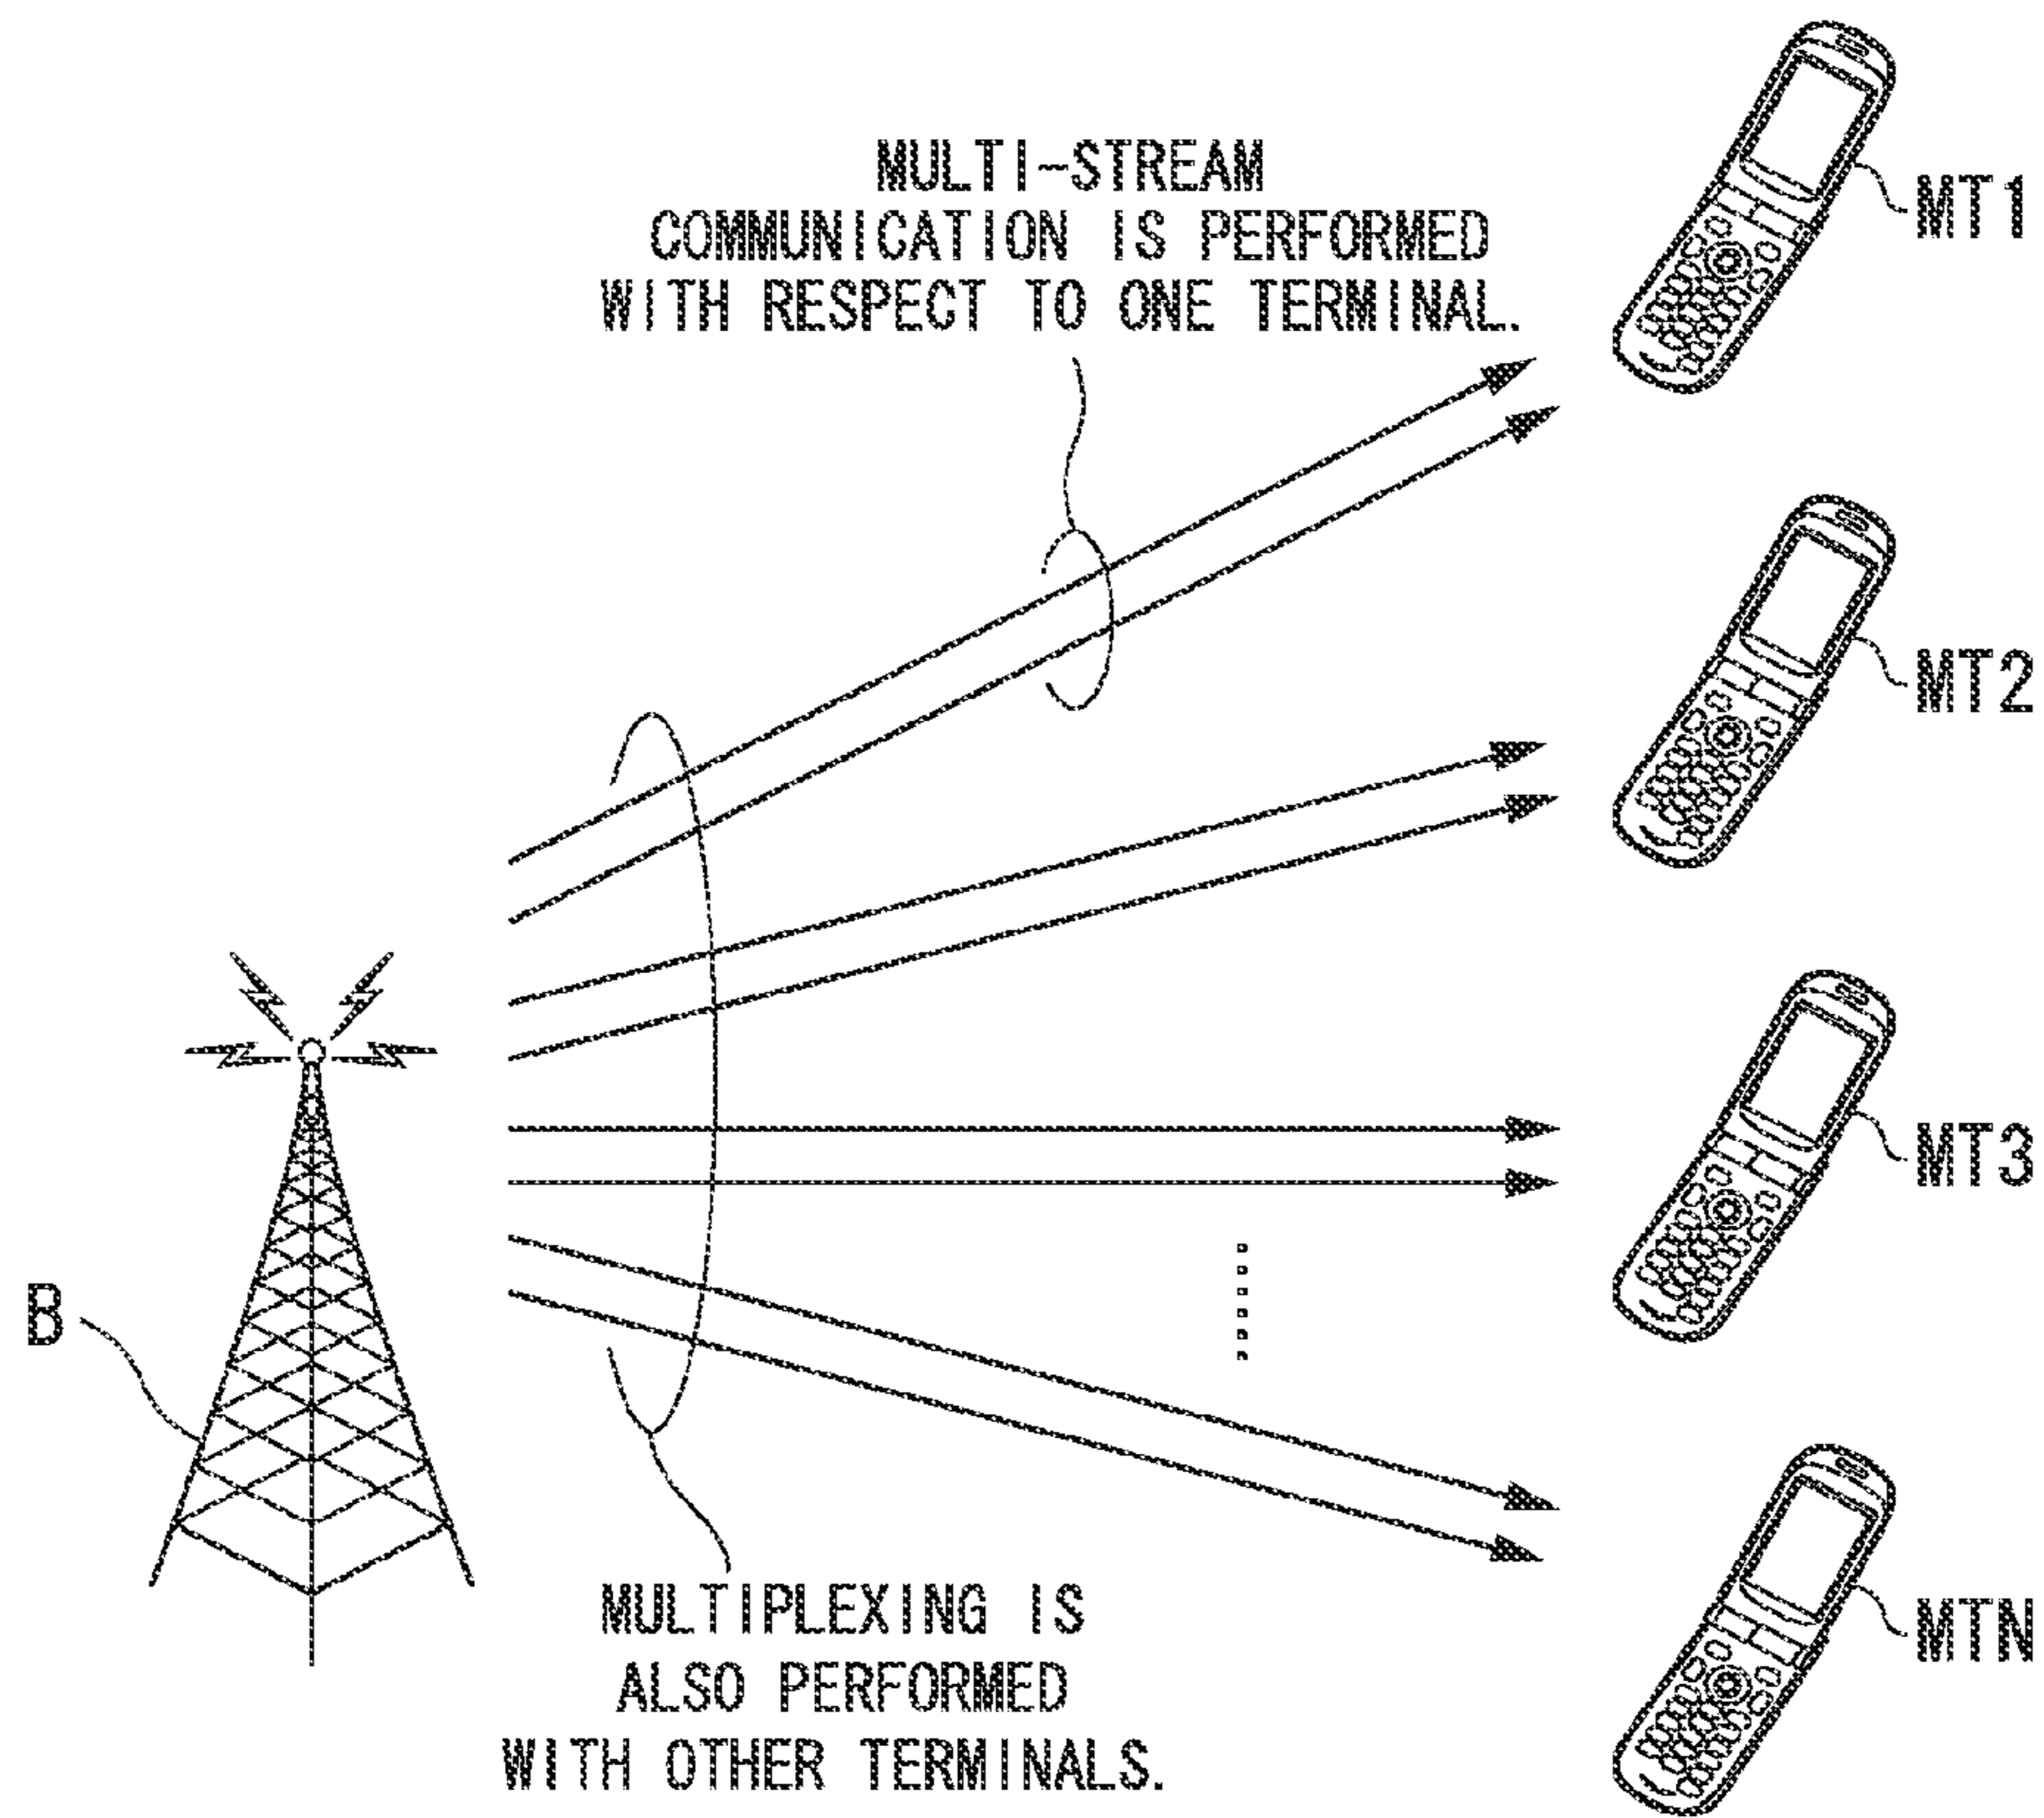 MULTI-STREAM
COMMUNICATION IS PERFORMED
WITH RESPECT TO ONE TERMINAL.
MT1
MT2
MT3
B
MULTIPLEXING IS
ALSO PERFORMED
WITH OTHER TERMINALS.
MTN